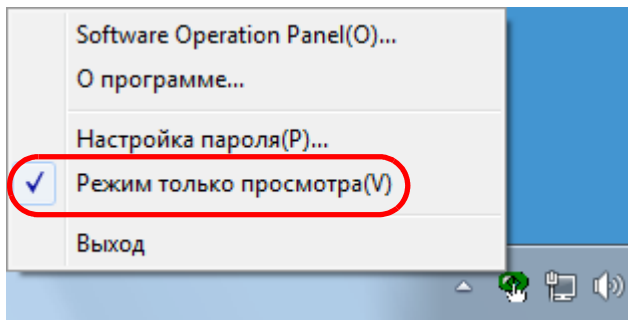 Software Operation Panel(O)...
О программе...
Настройка пароля(P)...
Режим только просмотра(V)
Выход